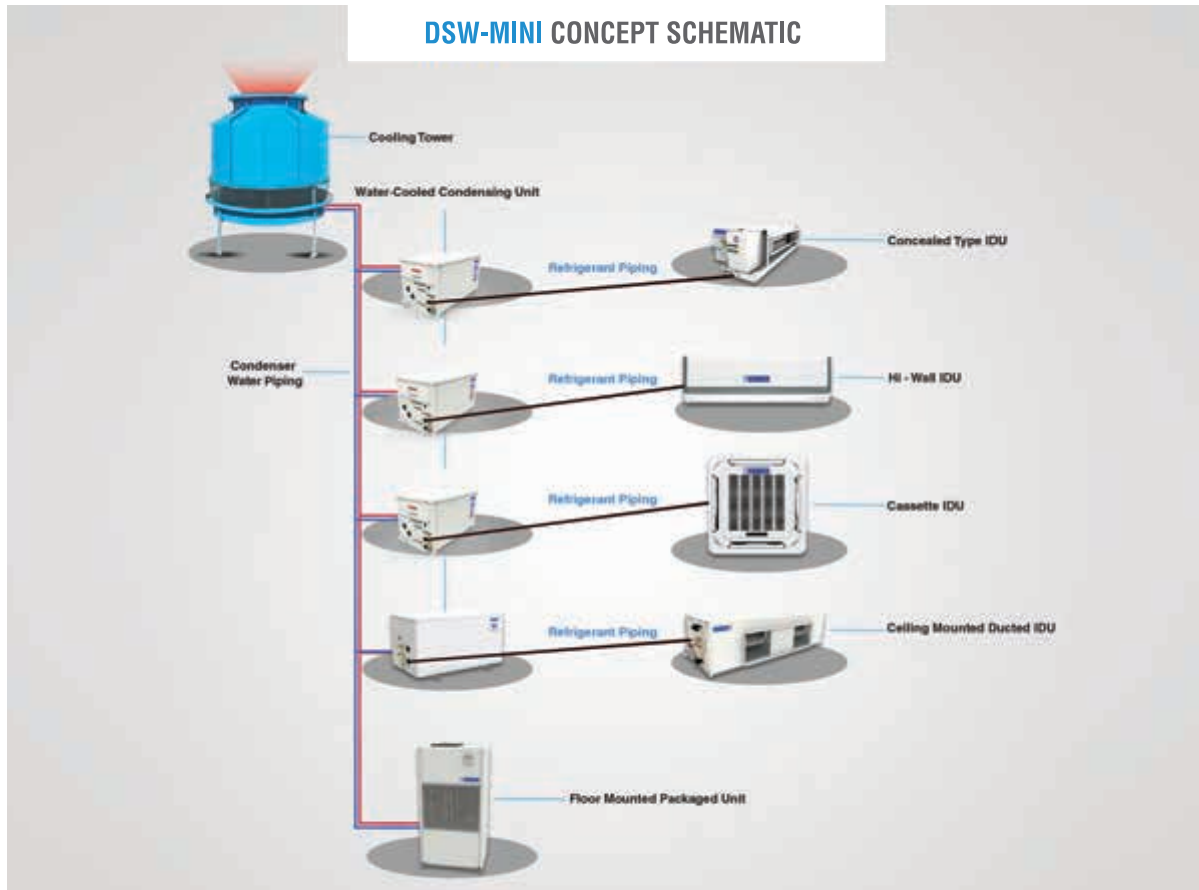 DSW-MINI CONCEPT SCHEMATIC
Cooling Tower
Water-Cooled Condensing Unit
Concealed Type IDU
Refrigerant Piping
Condenser
Water Piping
Refrigerant Piping
Hi - Wall IDU
Refrigerant Piping
Cassette IDU
Refrigerant Piping
Ceiling Mounted Ducted IDU
Floor Mounted Packaged Unit